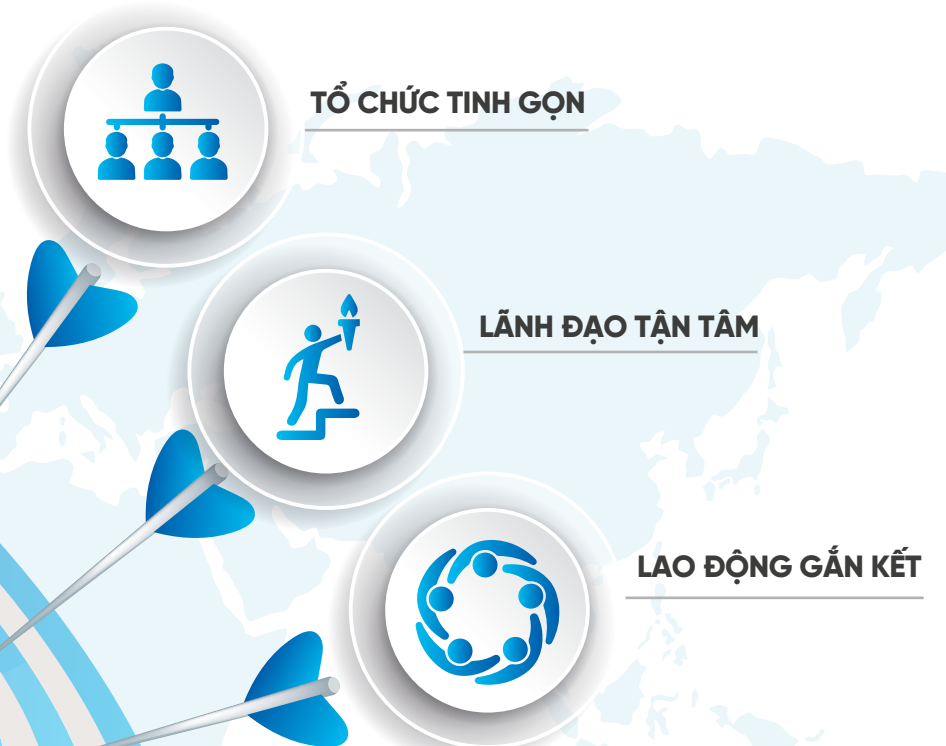 TỔ CHỨC TINH GỌN
LÃNH ĐẠO TẬN TÂM
LAO ĐỘNG GẮN KẾT